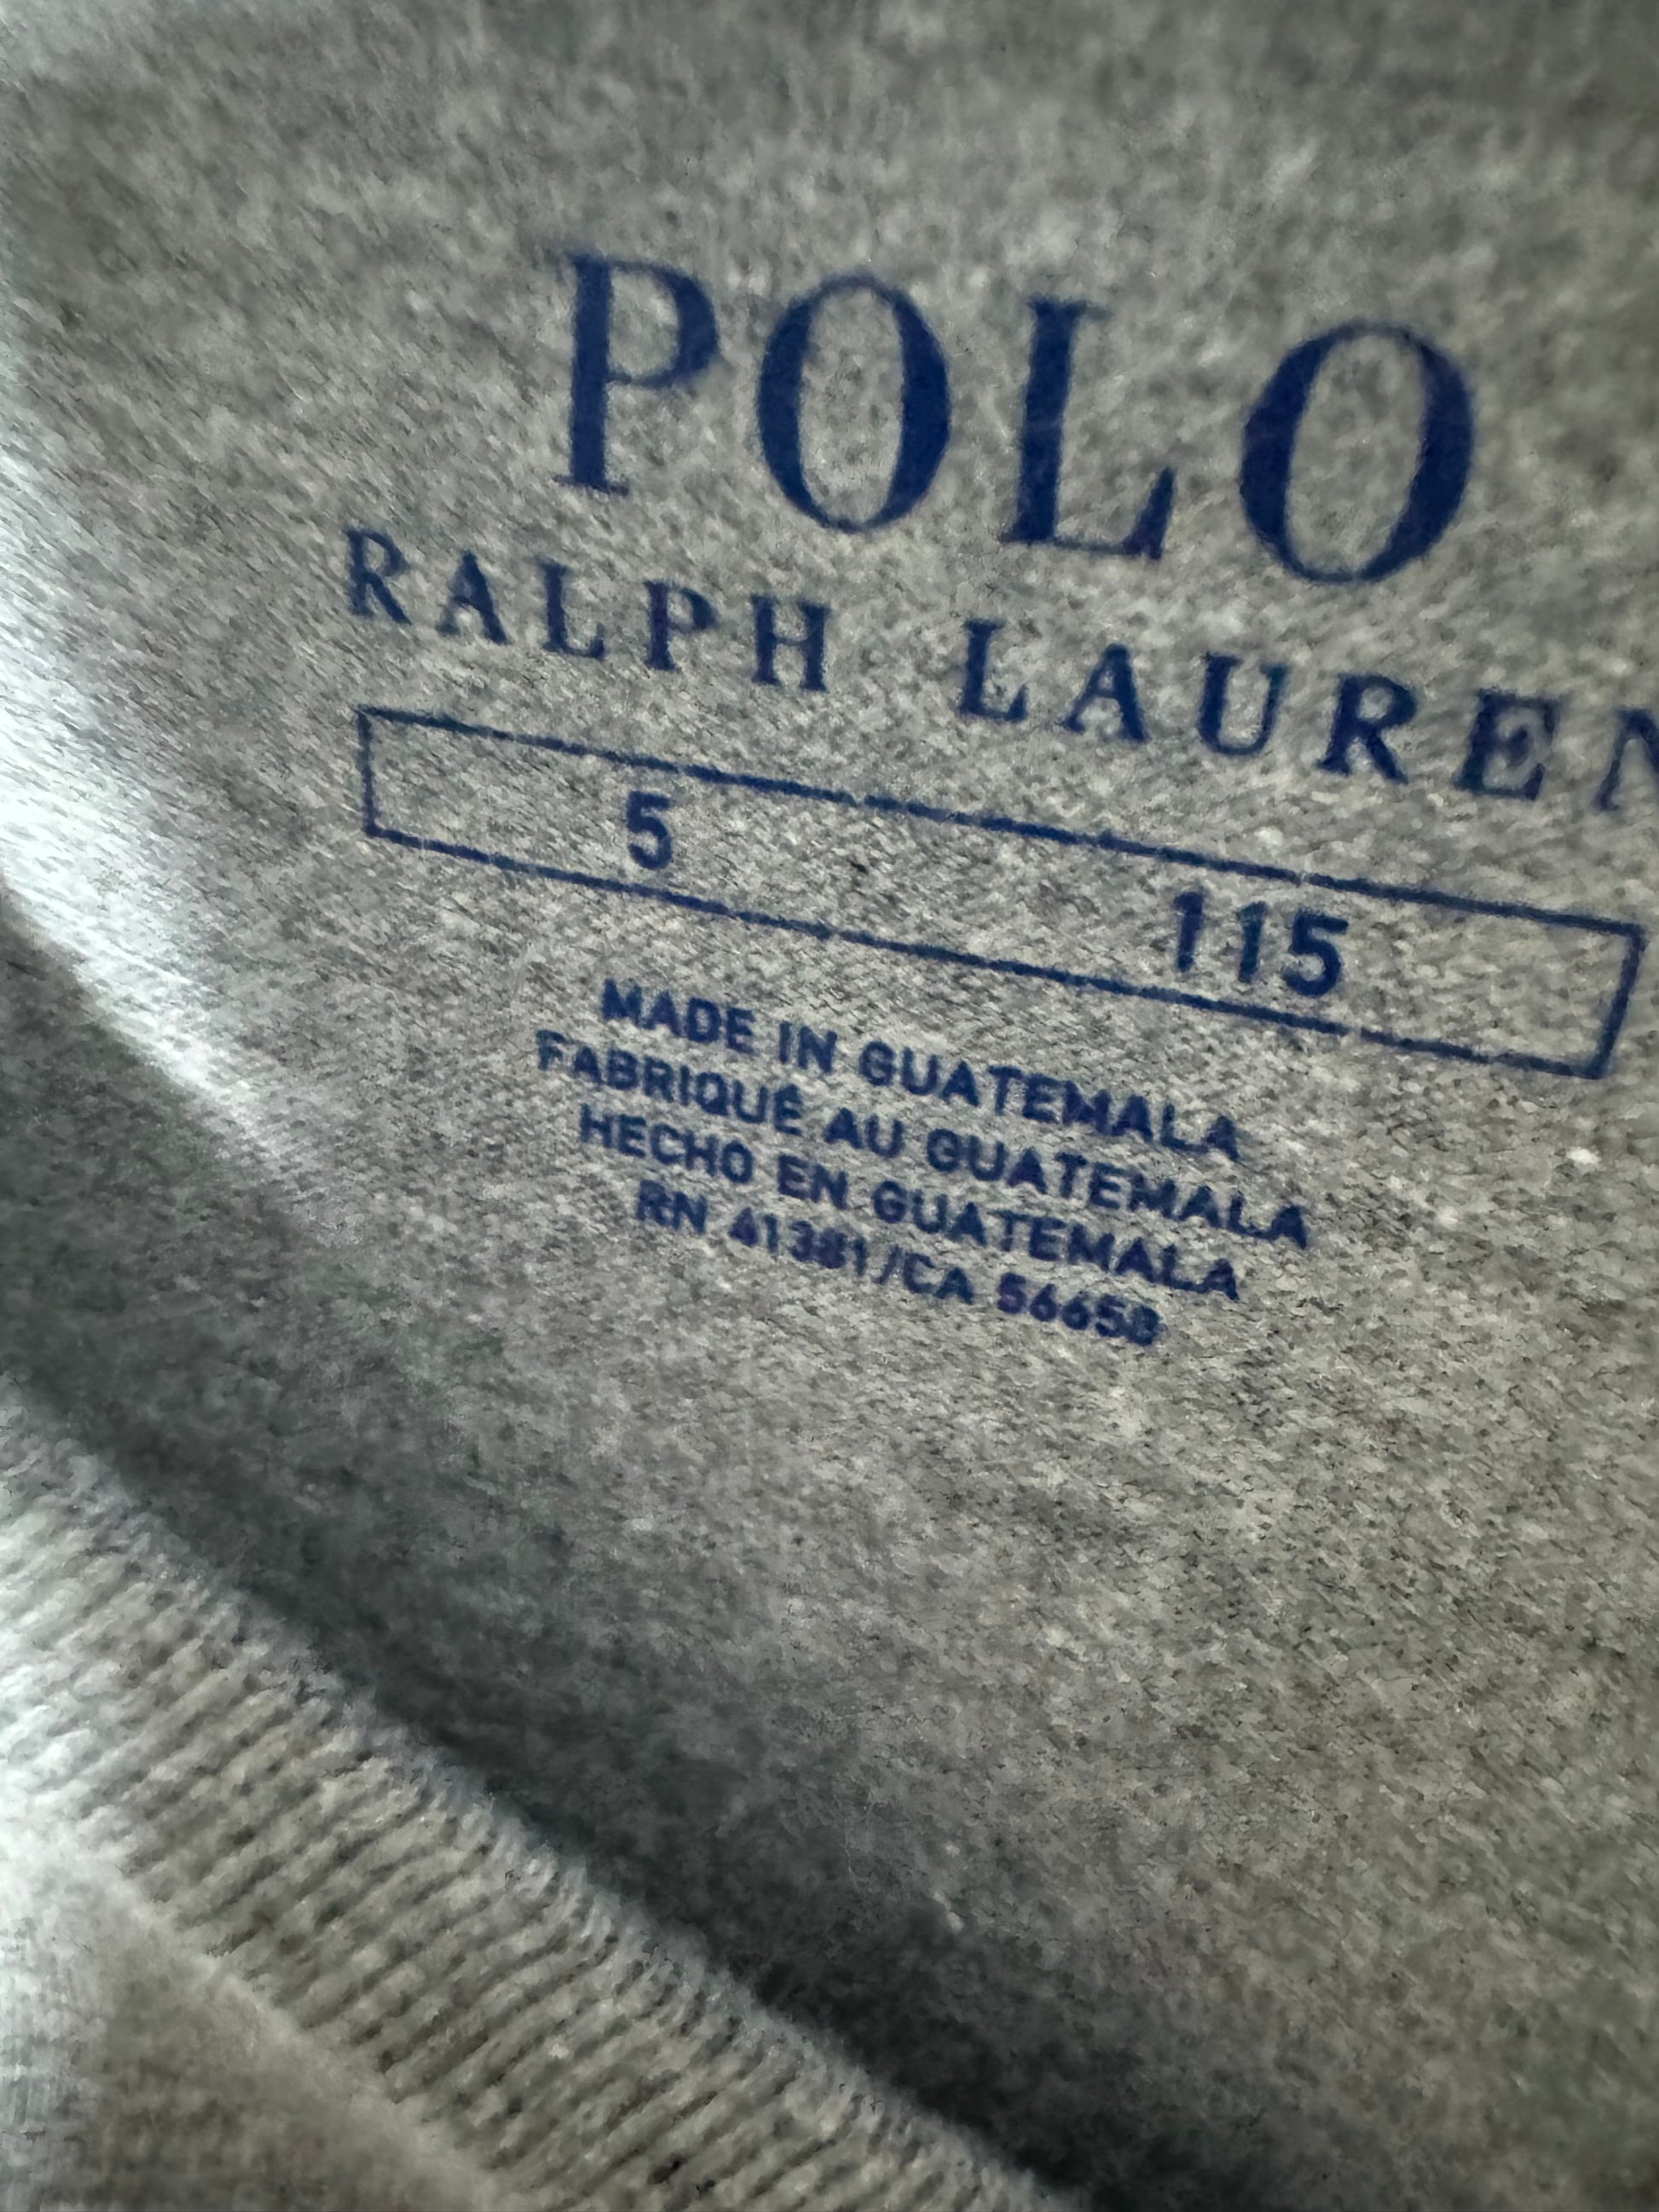 POLO
RALPH LAUREN
5 115
MADE IN GUATEMALA
FABRIQUÉ AU GUATEMALA
HECHO EN GUATEMALA
RN 41381/CA 56658